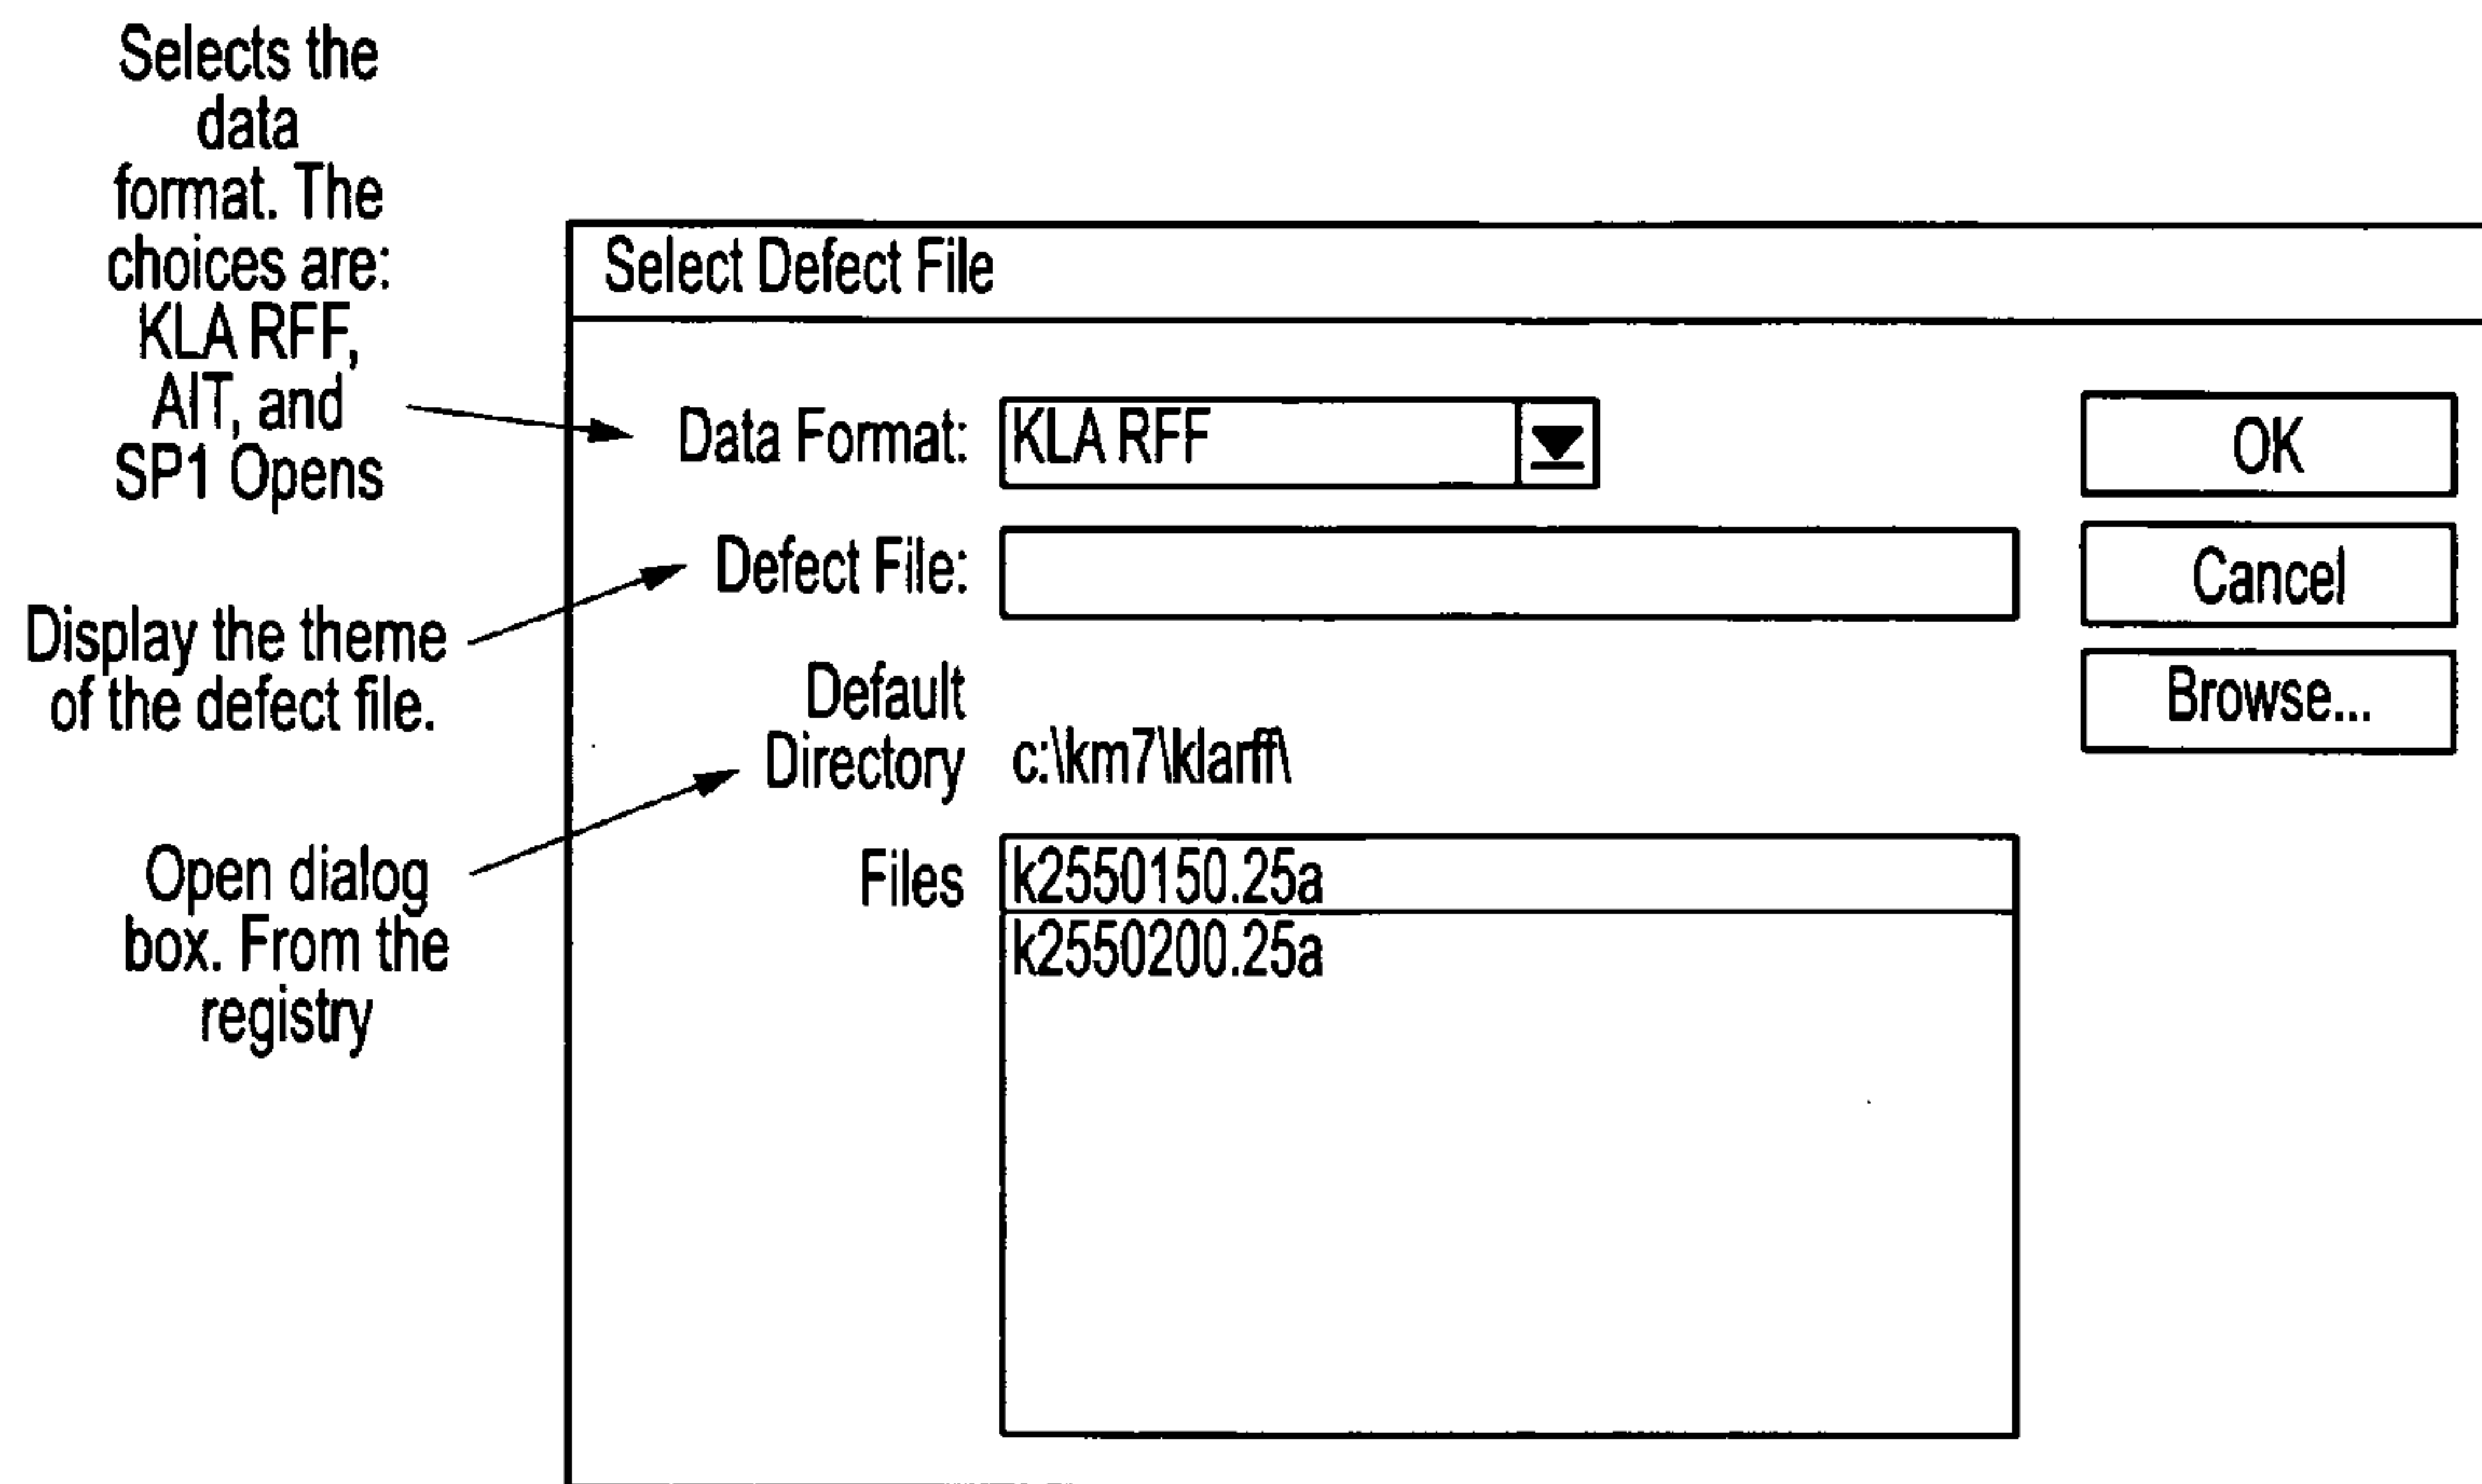 Selects the
data
format. The
choices are:
KLA RFF,
AIT, and
SP1 Opens
Display the theme
of the defect file.
Open dialog
box. From the
registry
Select Defect File
Data Format: KLA RFF
OK
Defect File:
Cancel
Default
Directory c:\km7\klarff\
Browse...
Files k2550150.25a
k2550200.25a